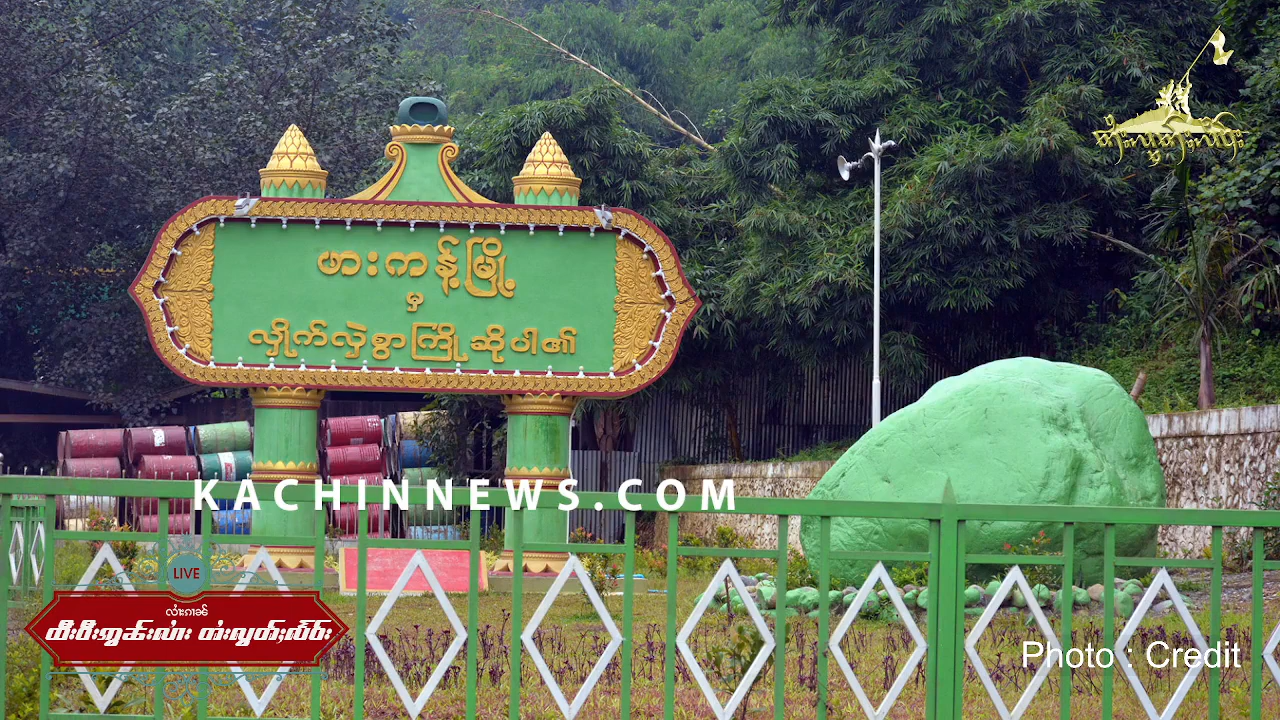 ဖားကန့်မြို့
မှ
လှိုက်လှဲစွာကြိုဆိုပါ၏
KACHINNEWS.COM
LIVE
Photo : Credit